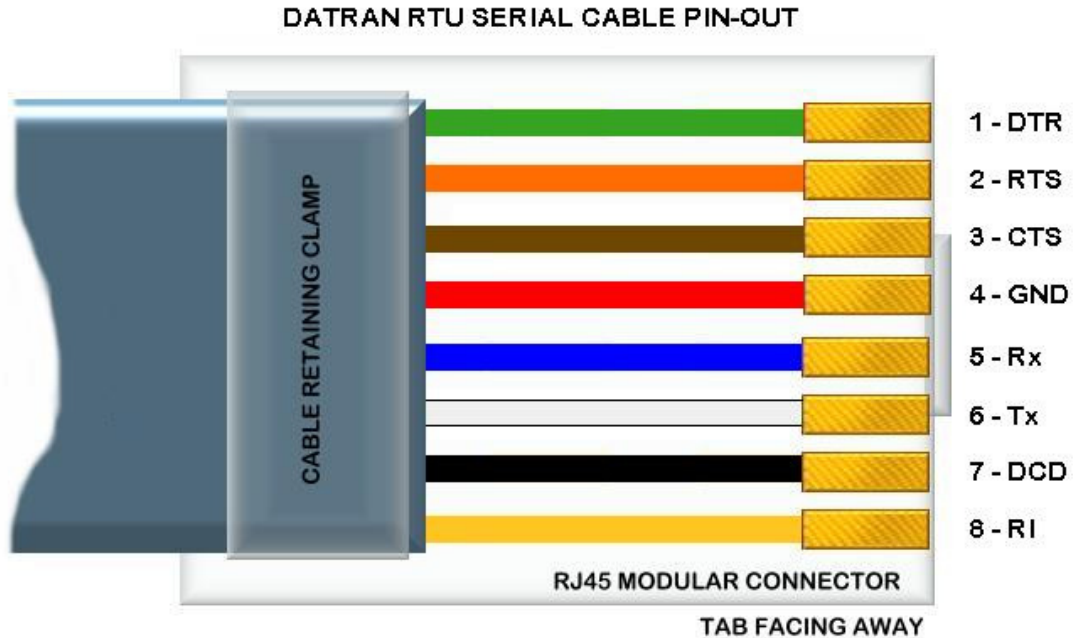 DATRAN RTU SERIAL CABLE PIN-OUT
CABLE RETAINING CLAMP
1 - DTR
2 - RTS
3 - CTS
4 - GND
5 - Rx
6 - Tx
7 - DCD
8 - RI
RJ45 MODULAR CONNECTOR
TAB FACING AWAY